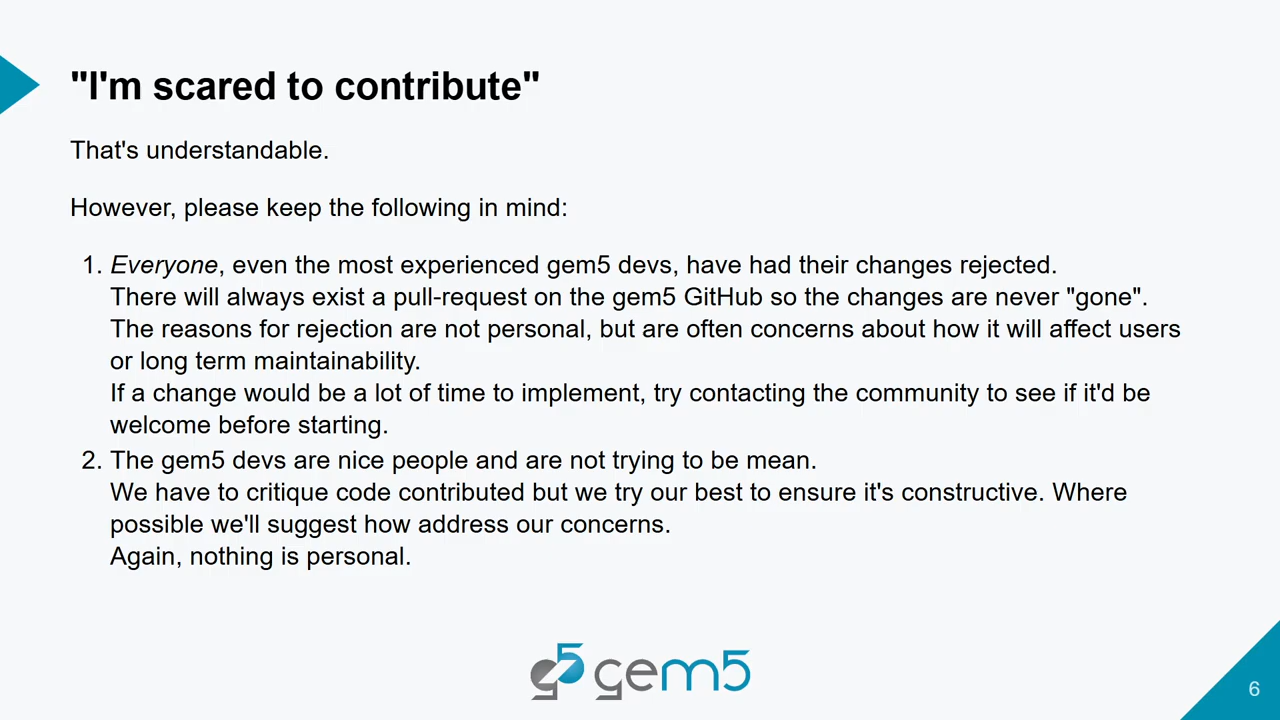 "I'm scared to contribute"
That's understandable.
However, please keep the following in mind:
1. Everyone, even the most experienced gem5 devs, have had their changes rejected.
There will always exist a pull-request on the gem5 GitHub so the changes are never "gone".
The reasons for rejection are not personal, but are often concerns about how it will affect users
or long term maintainability.
If a change would be a lot of time to implement, try contacting the community to see if it'd be
welcome before starting.
2. The gem5 devs are nice people and are not trying to be mean.
We have to critique code contributed but we try our best to ensure it's constructive. Where
possible we'll suggest how address our concerns.
Again, nothing is personal.
g5 gem5
6